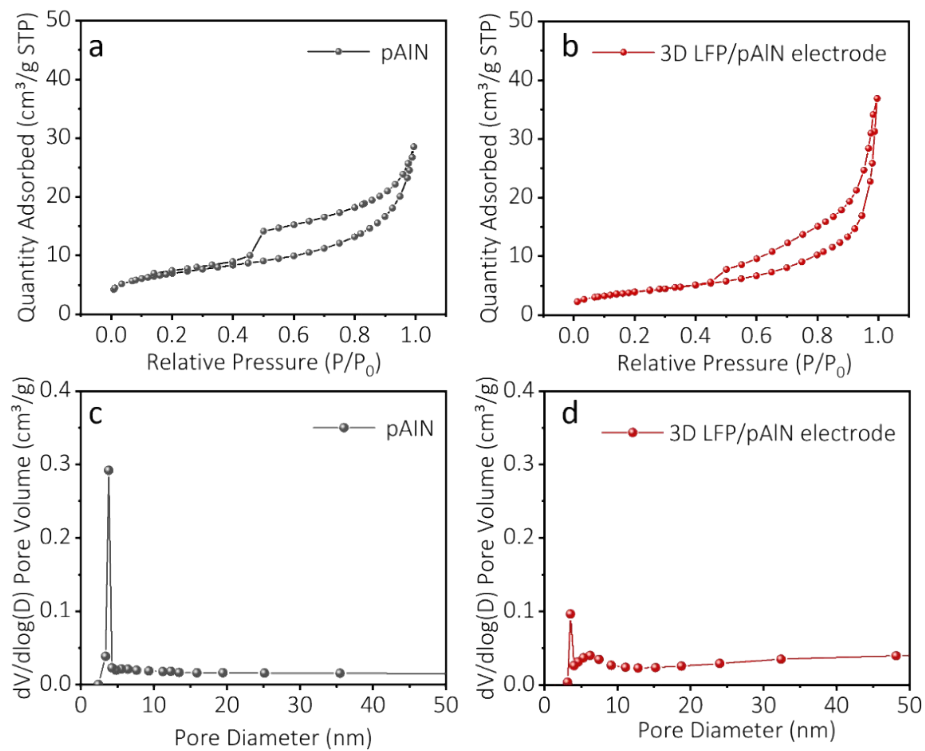 a
pAlN
Quantity Adsorbed (cm³/g STP)
50
40
30
20
10
0
0.0 0.2 0.4 0.6 0.8 1.0
Relative Pressure (P/P₀)
b
3D LFP/pAlN electrode
Quantity Adsorbed (cm³/g STP)
50
40
30
20
10
0
0.0 0.2 0.4 0.6 0.8 1.0
Relative Pressure (P/P₀)
c
pAlN
dV/dlog(D) Pore Volume (cm³/g)
0.4
0.3
0.2
0.1
0.0
0 10 20 30 40 50
Pore Diameter (nm)
d
3D LFP/pAlN electrode
dV/dlog(D) Pore Volume (cm³/g)
0.4
0.3
0.2
0.1
0.0
0 10 20 30 40 50
Pore Diameter (nm)